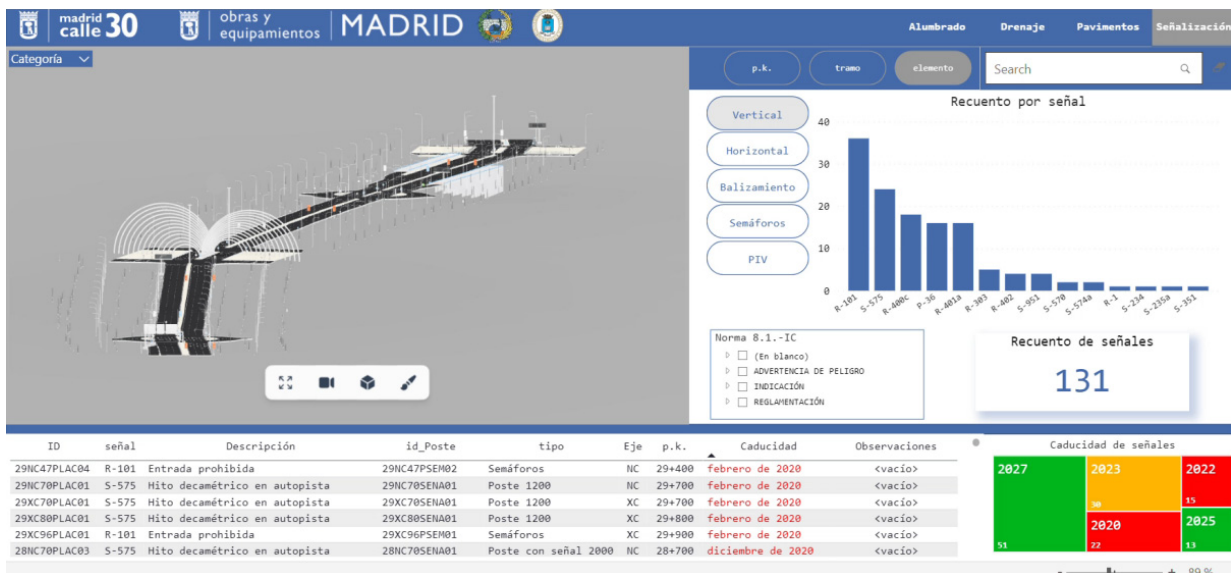 madrid calle 30
obras y equipamientos
MADRID
Alumbrado Drenaje Pavimentos Señalización
Categoría
p.k. tramo elemento Search
Vertical
Horizontal
Balizamiento
Semáforos
PIV
Recuento por señal
40
30
20
10
0
R-101 S-575 R-400c P-36 R-401a R-303 R-402 S-951 S-570 S-574a R-1 S-234 S-235a S-351
Norma 8.1.-IC
(En blanco)
ADVERTENCIA DE PELIGRO
INDICACIÓN
REGLAMENTACIÓN
Recuento de señales
131
ID señal Descripción id_Poste tipo Eje p.k. Caducidad Observaciones
29NC47PLAC04 R-101 Entrada prohibida 29NC47PSEM02 Semáforos NC 29+400 febrero de 2020 <vacío>
29NC70PLAC01 S-575 Hito decamétrico en autopista 29NC70SENA01 Poste 1200 NC 29+700 febrero de 2020 <vacío>
29XC70PLAC01 S-575 Hito decamétrico en autopista 29XC70SENA01 Poste 1200 XC 29+700 febrero de 2020 <vacío>
29XC80PLAC01 S-575 Hito decamétrico en autopista 29XC80SENA01 Poste 1200 XC 29+800 febrero de 2020 <vacío>
29XC96PLAC01 R-101 Entrada prohibida 29XC96PSEM01 Semáforos XC 29+900 febrero de 2020 <vacío>
28NC70PLAC03 S-575 Hito decamétrico en autopista 28NC70SENA01 Poste con señal 2000 NC 28+700 diciembre de 2020 <vacío>
Caducidad de señales
2027
51
2023
30
2020
22
2022
15
2025
13
89 %